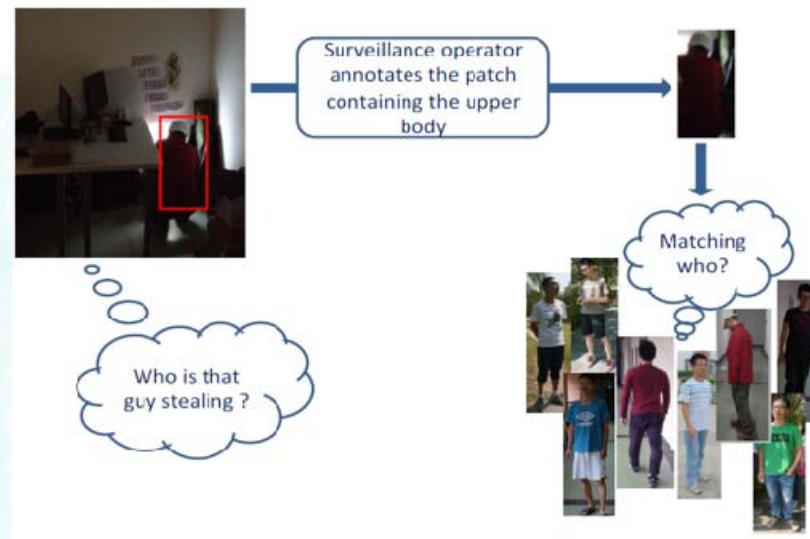 Surveillance operator
annotates the patch
containing the upper
body
Matching
who?
Who is that
guy stealing ?